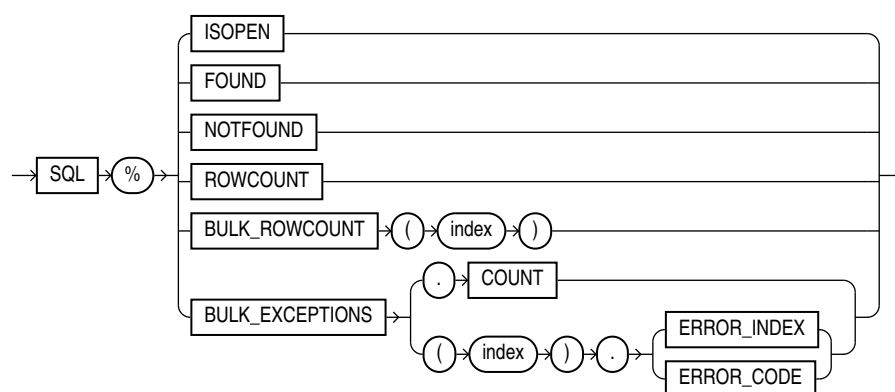 ISOPEN
FOUND
NOTFOUND
SQL %
ROWCOUNT
BULK_ROWCOUNT ( index )
. COUNT
BULK_EXCEPTIONS
ERROR_INDEX
( index ) .
ERROR_CODE